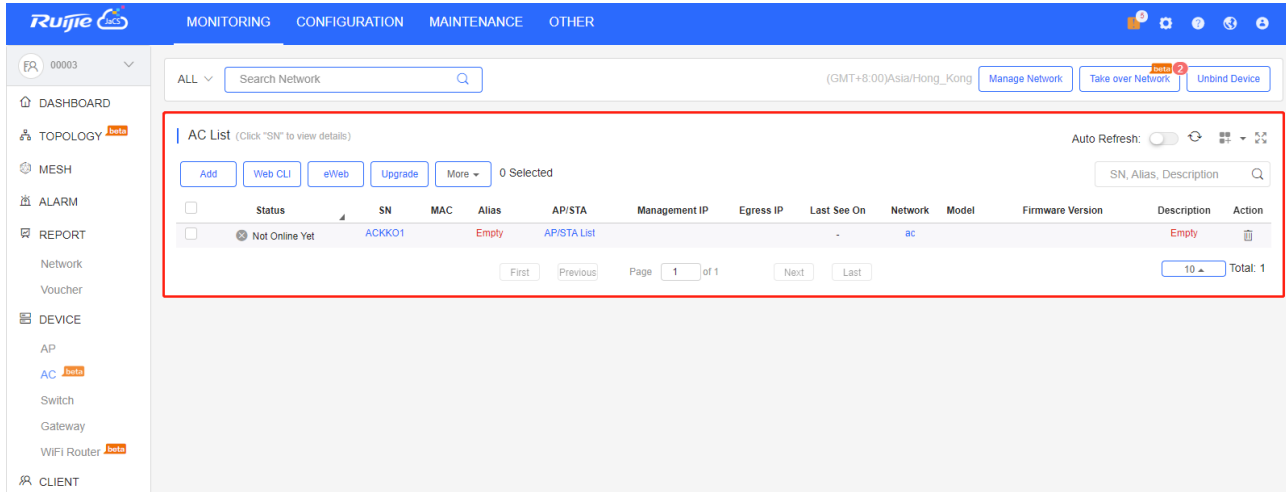 Ruijie JaCS MONITORING CONFIGURATION MAINTENANCE OTHER 5
00003
ALL Search Network (GMT+8:00)Asia/Hong_Kong Manage Network Take over Network beta 2 Unbind Device
DASHBOARD
TOPOLOGY beta
MESH
ALARM
REPORT
Network
Voucher
DEVICE
AP
AC beta
Switch
Gateway
WiFi Router beta
CLIENT
AC List (Click "SN" to view details) Auto Refresh:
Add Web CLI eWeb Upgrade More 0 Selected SN, Alias, Description
Status SN MAC Alias AP/STA Management IP Egress IP Last See On Network Model Firmware Version Description Action
Not Online Yet ACKKO1 Empty AP/STA List - ac Empty
First Previous Page 1 of 1 Next Last 10 Total: 1